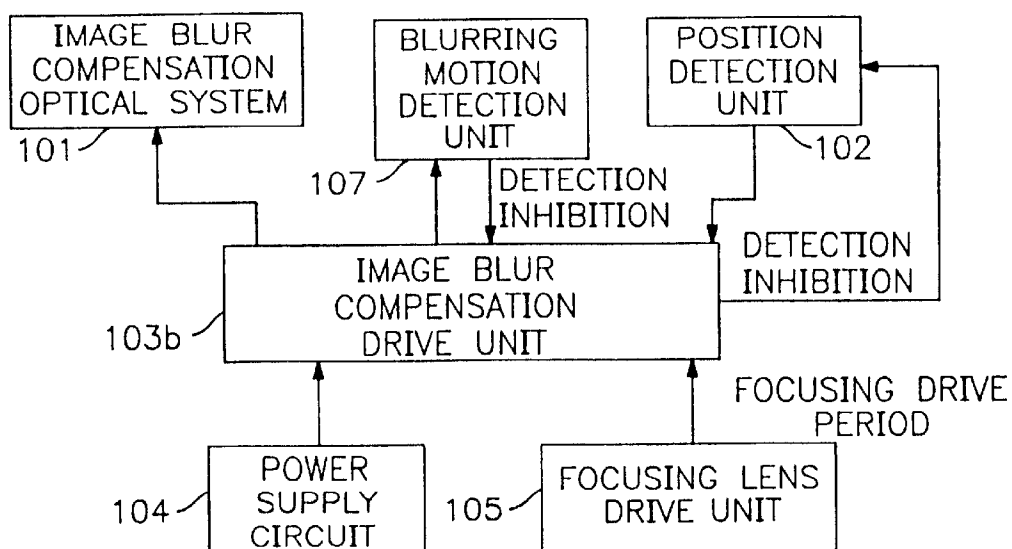 IMAGE BLUR
COMPENSATION
OPTICAL SYSTEM
101
BLURRING
MOTION
DETECTION
UNIT
107
POSITION
DETECTION
UNIT
102
DETECTION
INHIBITION
DETECTION
INHIBITION
IMAGE BLUR
COMPENSATION
DRIVE UNIT
103b
FOCUSING DRIVE
PERIOD
POWER
SUPPLY
CIRCUIT
104
FOCUSING LENS
DRIVE UNIT
105